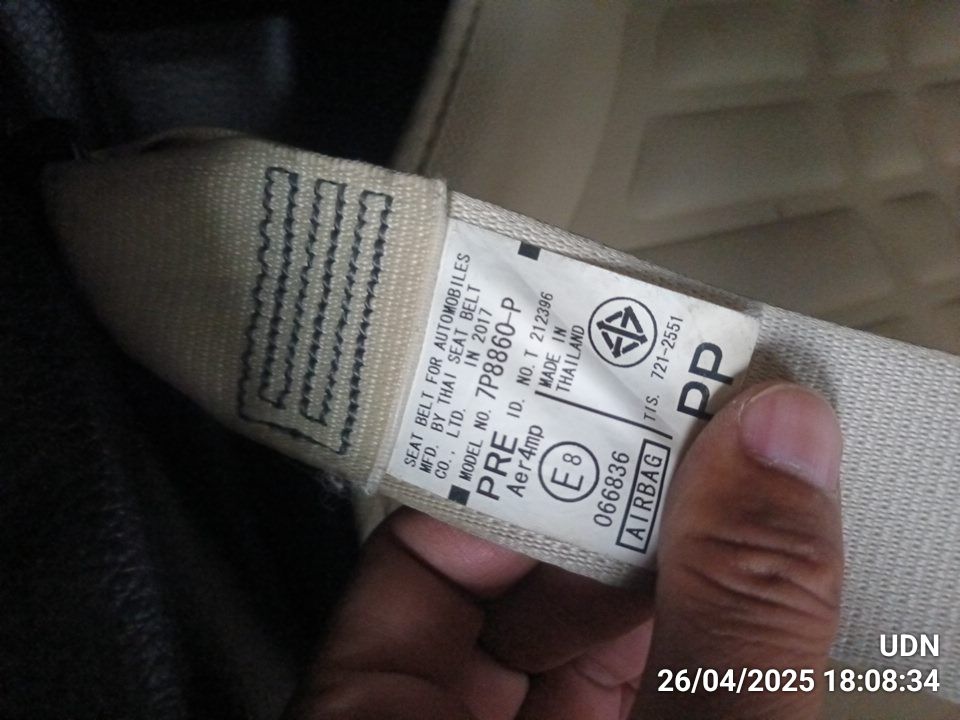 SEAT BELT FOR AUTOMOBILES
MFD. BY THAI SEAT BELT
CO., LTD. IN 2017
MODEL NO. 7P8860-P
PRE ID. NO.T 212396
Aer4mp
MADE IN
THAILAND
E8
066836
TIS. 721-2551
AIRBAG
PP
UDN
26/04/2025 18:08:34